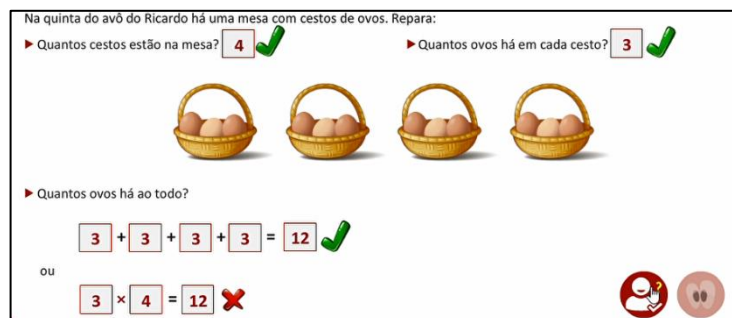 Na quinta do avô do Ricardo há uma mesa com cestos de ovos. Repara:
Quantos cestos estão na mesa? 4 Quantos ovos há em cada cesto? 3
Quantos ovos há ao todo?
3 + 3 + 3 + 3 = 12
ou
3 × 4 = 12
?